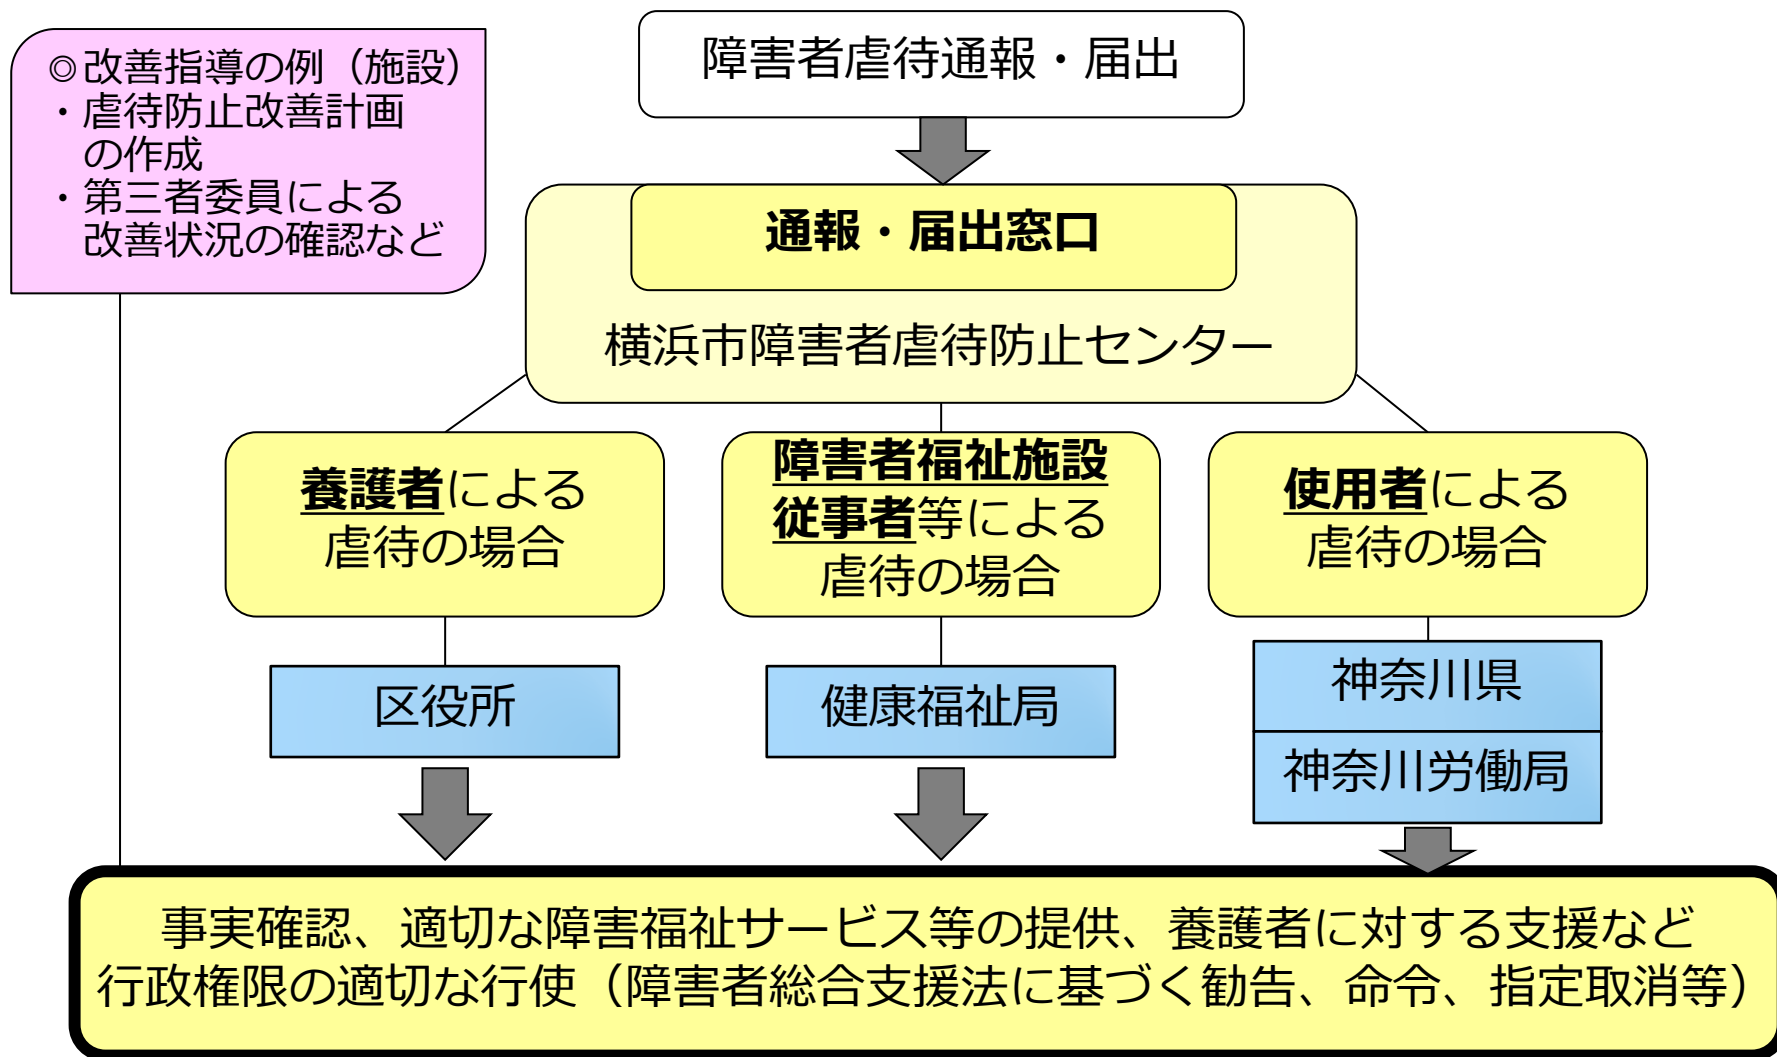 ◎改善指導の例（施設）
・虐待防止改善計画
の作成
・第三者委員による
改善状況の確認など
障害者虐待通報・届出
通報・届出窓口
横浜市障害者虐待防止センター
養護者による
虐待の場合
障害者福祉施設
従事者等による
虐待の場合
使用者による
虐待の場合
区役所
健康福祉局
神奈川県
神奈川労働局
事実確認、適切な障害福祉サービス等の提供、養護者に対する支援など
行政権限の適切な行使（障害者総合支援法に基づく勧告、命令、指定取消等）